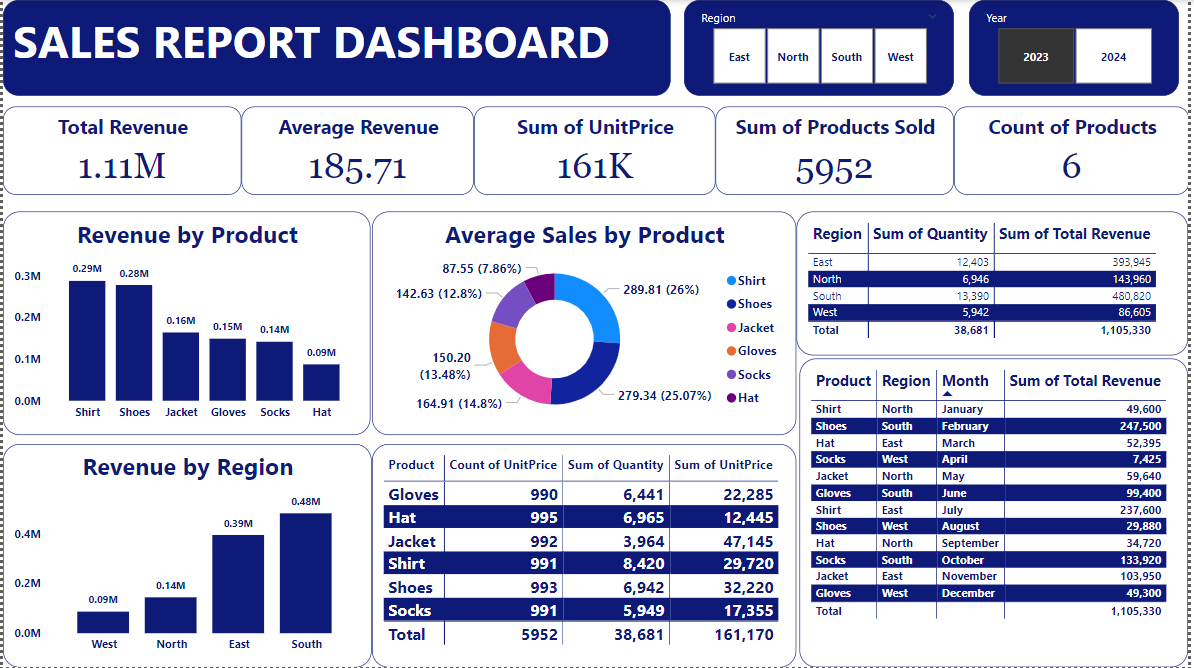 SALES REPORT DASHBOARD
Region
East North South West
Year
2023 2024
Total Revenue
1.11M
Average Revenue
185.71
Sum of UnitPrice
161K
Sum of Products Sold
5952
Count of Products
6
Revenue by Product
0.3M
0.2M
0.1M
0.0M
0.29M
0.28M
0.16M
0.15M
0.14M
0.09M
Shirt Shoes Jacket Gloves Socks Hat
Average Sales by Product
87.55 (7.86%)
142.63 (12.8%)
150.20
(13.48%)
164.91 (14.8%)
289.81 (26%)
279.34 (25.07%)
Shirt
Shoes
Jacket
Gloves
Socks
Hat
Region Sum of Quantity Sum of Total Revenue
East 12,403 393,945
North 6,946 143,960
South 13,390 480,820
West 5,942 86,605
Total 38,681 1,105,330
Revenue by Region
0.4M
0.2M
0.0M
0.09M
0.14M
0.39M
0.48M
West North East South
Product Count of UnitPrice Sum of Quantity Sum of UnitPrice
Gloves 990 6,441 22,285
Hat 995 6,965 12,445
Jacket 992 3,964 47,145
Shirt 991 8,420 29,720
Shoes 993 6,942 32,220
Socks 991 5,949 17,355
Total 5952 38,681 161,170
Product Region Month Sum of Total Revenue
Shirt North January 49,600
Shoes South February 247,500
Hat East March 52,395
Socks West April 7,425
Jacket North May 59,640
Gloves South June 99,400
Shirt East July 237,600
Shoes West August 29,880
Hat North September 34,720
Socks South October 133,920
Jacket East November 103,950
Gloves West December 49,300
Total 1,105,330